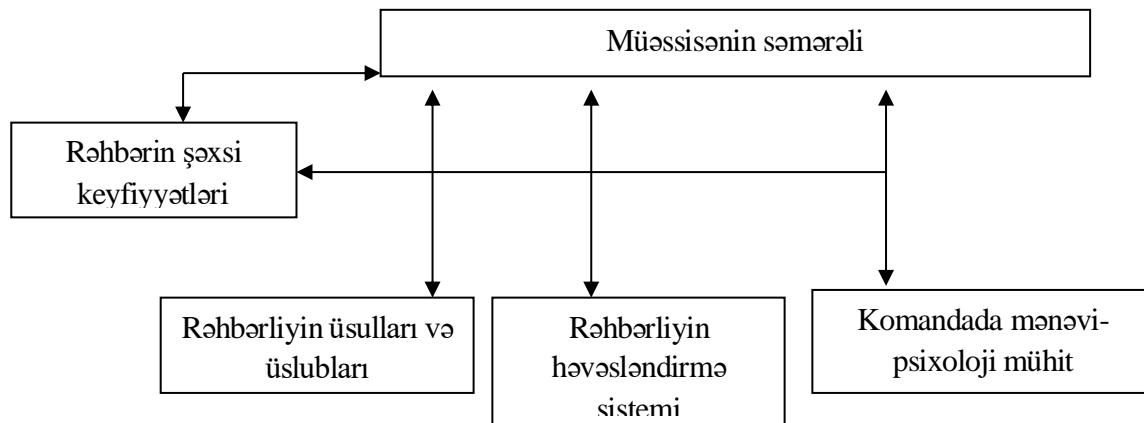 Müəssisənin səmərəli
Rəhbərin şəxsi
keyfiyyətləri
Rəhbərliyin üsulları və
üslubları
Rəhbərliyin
həvəsləndirmə
sistemi
Komandada mənəvi-
psixoloji mühit